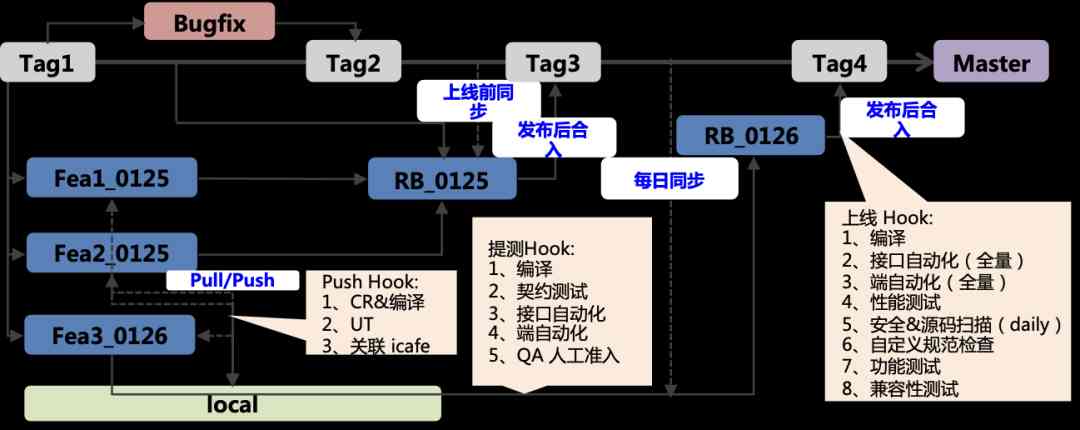 Bugfix
Tag1
Tag2
Tag3
Tag4
Master
上线前同
步
发布后合
入
发布后合
入
RB_0126
Fea1_0125
RB_0125
每日同步
Fea2_0125
Pull/Push
Fea3_0126
local
Push Hook:
1、CR&编译
2、UT
3、关联 icafe
提测Hook:
1、编译
2、契约测试
3、接口自动化
4、端自动化
5、QA 人工准入
上线 Hook:
1、编译
2、接口自动化（全量）
3、端自动化（全量）
4、性能测试
5、安全&源码扫描（daily）
6、自定义规范检查
7、功能测试
8、兼容性测试